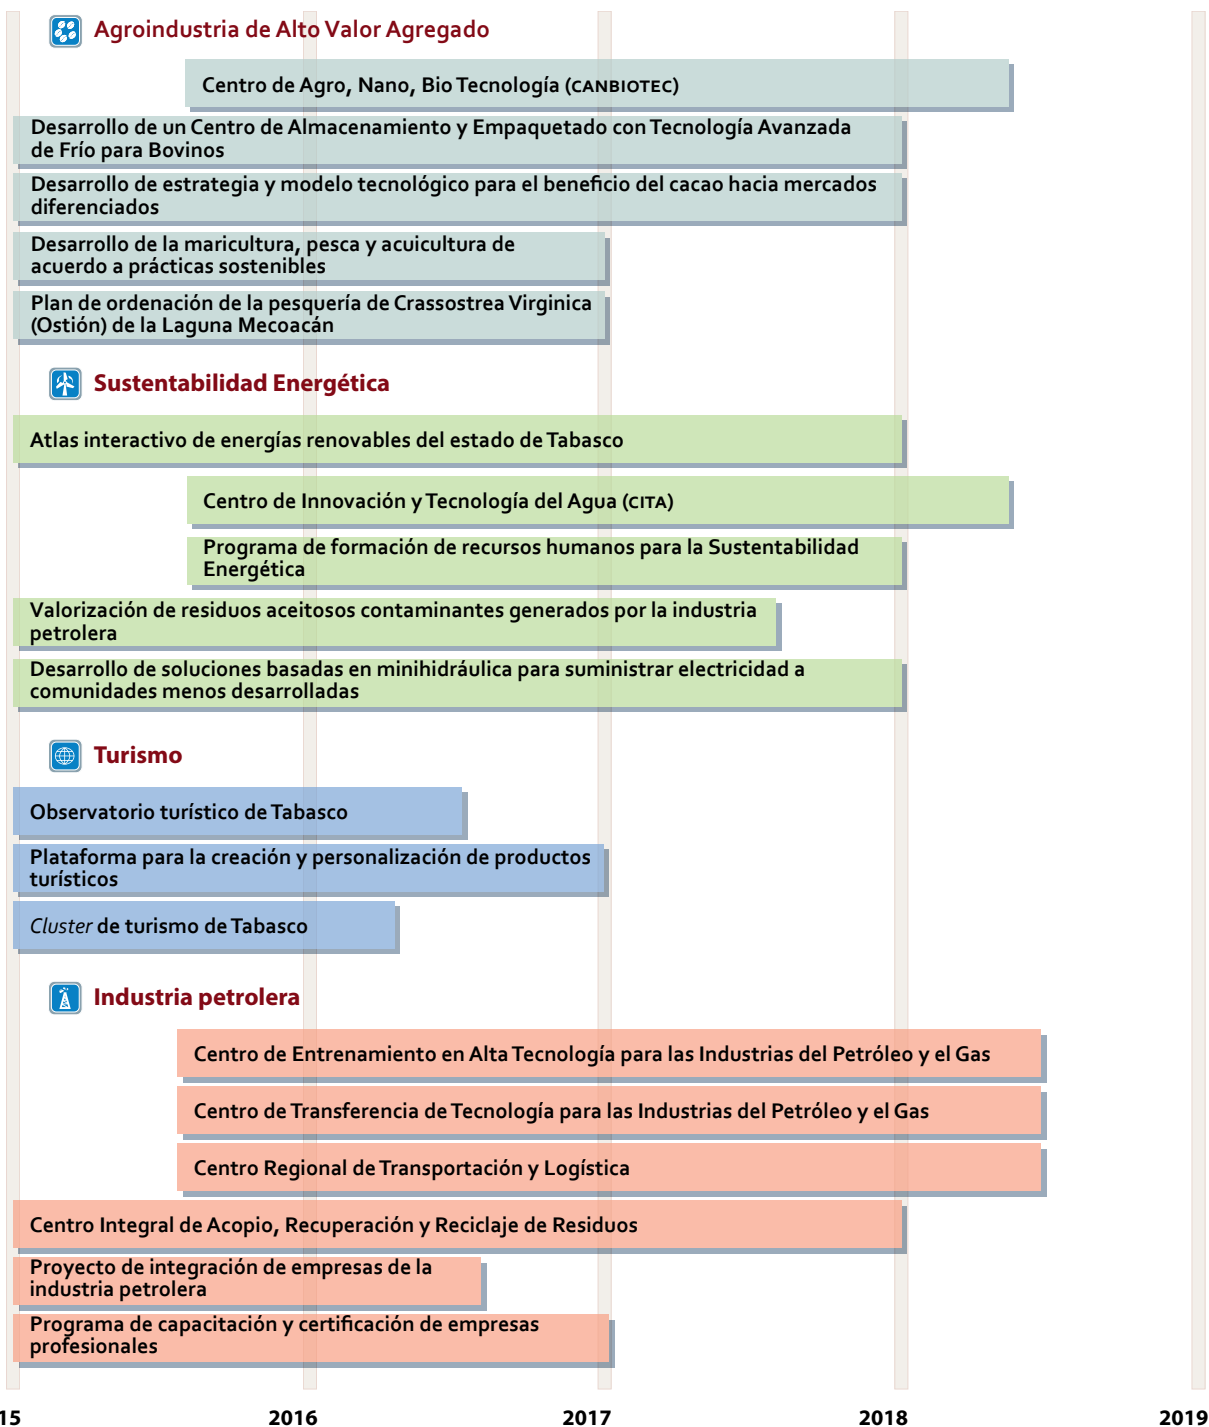 Agroindustria de Alto Valor Agregado
Centro de Agro, Nano, Bio Tecnología (CANBIOTEC)
Desarrollo de un Centro de Almacenamiento y Empaquetado con Tecnología Avanzada
de Frío para Bovinos
Desarrollo de estrategia y modelo tecnológico para el beneficio del cacao hacia mercados
diferenciados
Desarrollo de la maricultura, pesca y acuicultura de
acuerdo a prácticas sostenibles
Plan de ordenación de la pesquería de Crassostrea Virginica
(Ostión) de la Laguna Mecoacán
Sustentabilidad Energética
Atlas interactivo de energías renovables del estado de Tabasco
Centro de Innovación y Tecnología del Agua (CITA)
Programa de formación de recursos humanos para la Sustentabilidad
Energética
Valorización de residuos aceitosos contaminantes generados por la industria
petrolera
Desarrollo de soluciones basadas en minihidráulica para suministrar electricidad a
comunidades menos desarrolladas
Turismo
Observatorio turístico de Tabasco
Plataforma para la creación y personalización de productos
turísticos
Cluster de turismo de Tabasco
Industria petrolera
Centro de Entrenamiento en Alta Tecnología para las Industrias del Petróleo y el Gas
Centro de Transferencia de Tecnología para las Industrias del Petróleo y el Gas
Centro Regional de Transportación y Logística
Centro Integral de Acopio, Recuperación y Reciclaje de Residuos
Proyecto de integración de empresas de la
industria petrolera
Programa de capacitación y certificación de empresas
profesionales
15 2016 2017 2018 2019